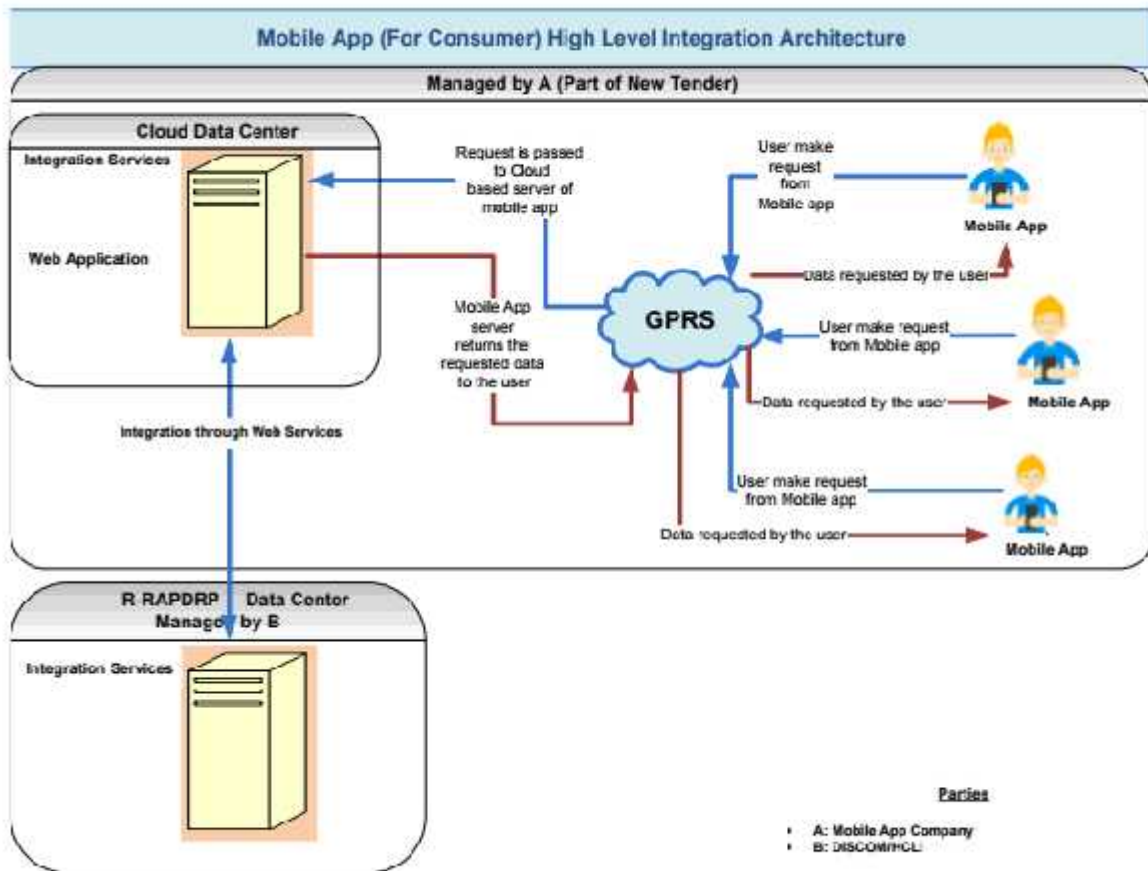 Mobile App (For Consumer) High Level Integration Architecture
Managed by A (Part of New Tender)
Cloud Data Center
Integration Services
Web Application
Request is passed
to Cloud
based server of
mobile app
User make
request
from
Mobile app
Mobile App
Data requested by the user
Mobile App
server
returns the
requested data
to the user
GPRS
User make request
from Mobile app
Data requested by the user
Mobile App
Integration through Web Services
User make request
from Mobile app
Data requested by the user
Mobile App
R-RAPDRP Data Center
Managed by B
Integration Services
Parties
• A: Mobile App Company
• B: